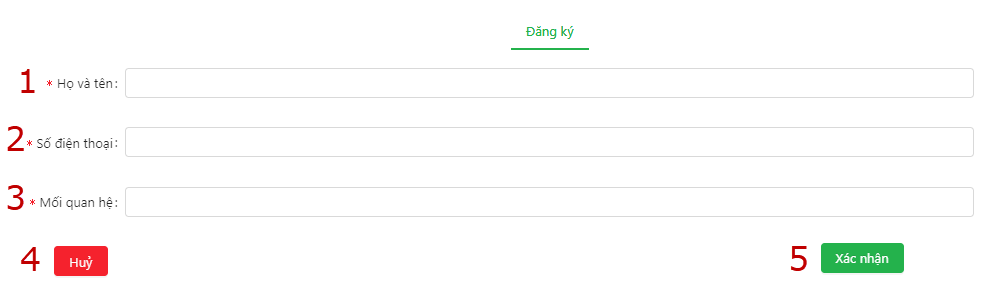 Đăng ký
1 * Họ và tên:
2 * Số điện thoại:
3 * Mối quan hệ:
4 Huỷ 5 Xác nhận